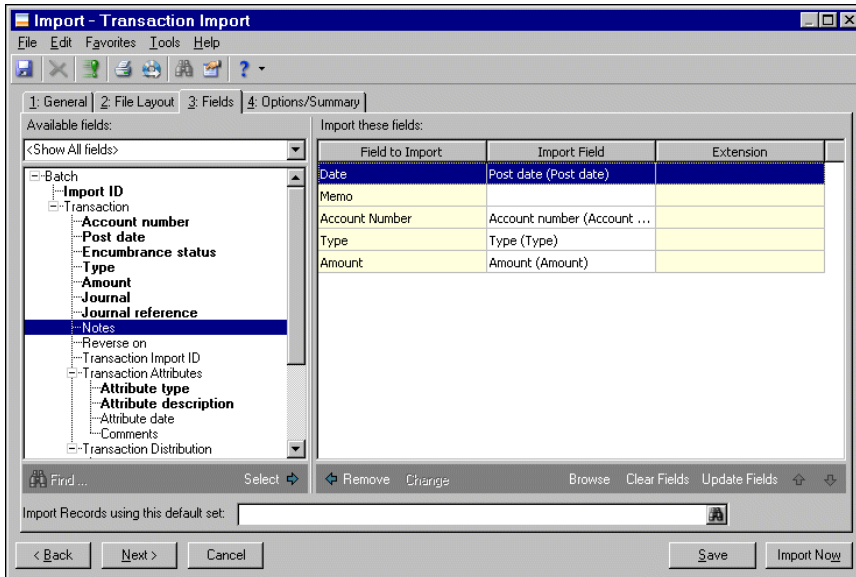 Import - Transaction Import
File Edit Favorites Tools Help
?
1: General 2: File Layout 3: Fields 4: Options/Summary
Available fields: Import these fields:
<Show All fields>
Field to Import Import Field Extension
Batch
Import ID
Transaction
Account number
Post date
Encumbrance status
Type
Amount
Journal
Journal reference
Notes
Reverse on
Transaction Import ID
Transaction Attributes
Attribute type
Attribute description
Attribute date
Comments
Transaction Distribution
Date Post date (Post date)
Memo
Account Number Account number (Account ...
Type Type (Type)
Amount Amount (Amount)
Find ... Select Remove Change Browse Clear Fields Update Fields
Import Records using this default set:
< Back Next > Cancel Save Import Now